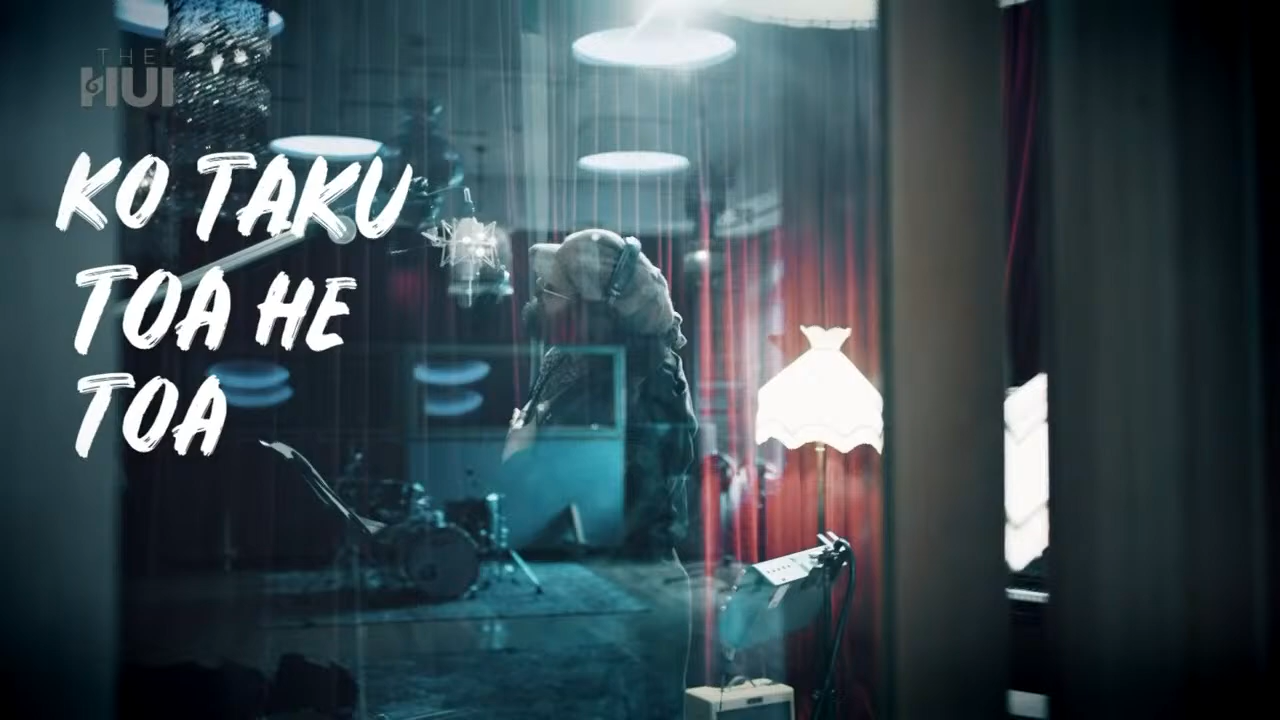 THE
HUI
KO TAKU
TOA HE
TOA